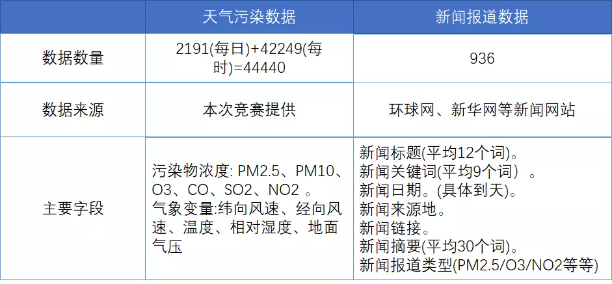 天气污染数据
新闻报道数据
数据数量
2191(每日)+42249(每
时)=44440
936
数据来源
本次竞赛提供
环球网、新华网等新闻网站
主要字段
污染物浓度: PM2.5、PM10、
O3、CO、SO2、NO2 。
气象变量:纬向风速、经向风
速、温度、相对湿度、地面
气压
新闻标题(平均12个词)。
新闻关键词(平均9个词) 。
新闻日期。(具体到天)。
新闻来源地。
新闻链接。
新闻摘要(平均30个词)。
新闻报道类型(PM2.5/O3/NO2等等)